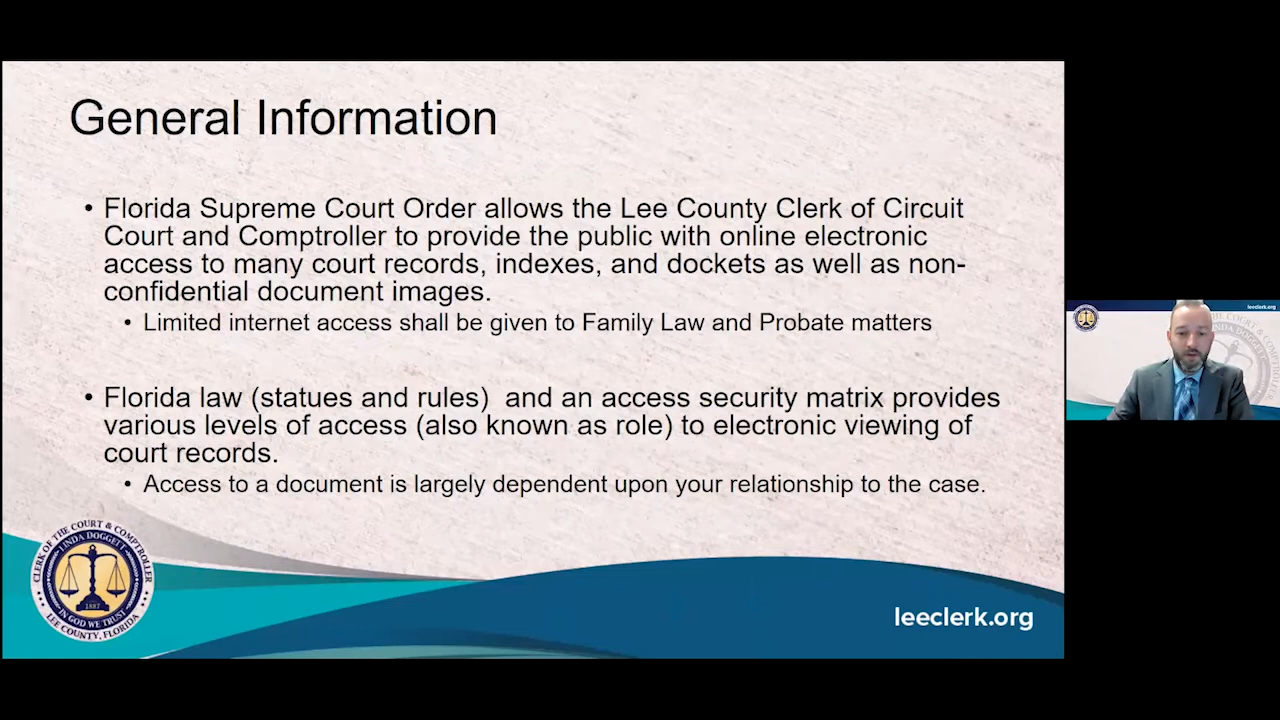 General Information
• Florida Supreme Court Order allows the Lee County Clerk of Circuit
Court and Comptroller to provide the public with online electronic
access to many court records, indexes, and dockets as well as non-
confidential document images.
• Limited internet access shall be given to Family Law and Probate matters
• Florida law (statues and rules)  and an access security matrix provides
various levels of access (also known as role) to electronic viewing of
court records.
• Access to a document is largely dependent upon your relationship to the case.
CLERK OF THE COURT & COMPTROLLER
LINDA DOGGETT
1887
IN GOD WE TRUST
LEE COUNTY, FLORIDA
leeclerk.org
leeclerk.org